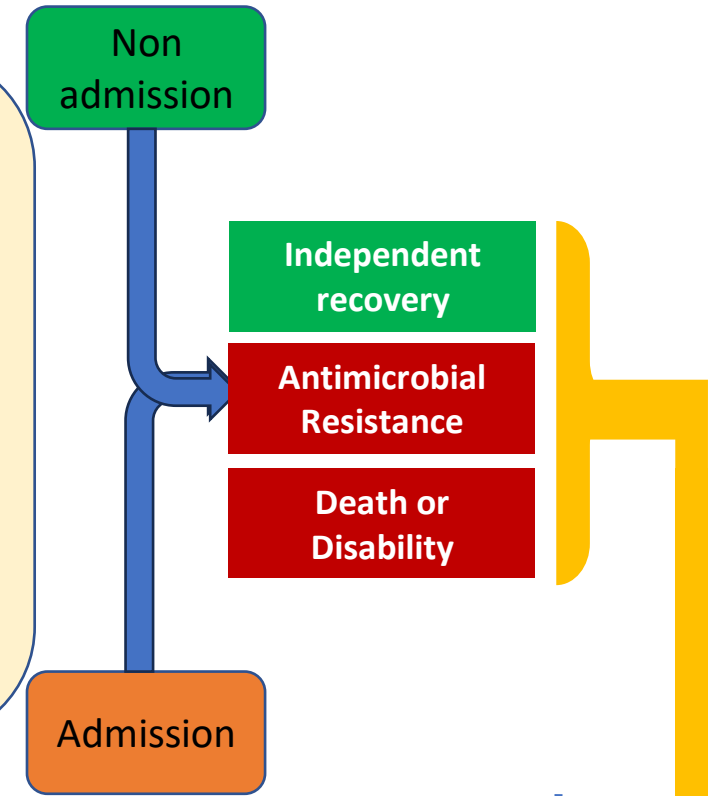 Non
admission
Independent
recovery
Antimicrobial
Resistance
Death or
Disability
Admission